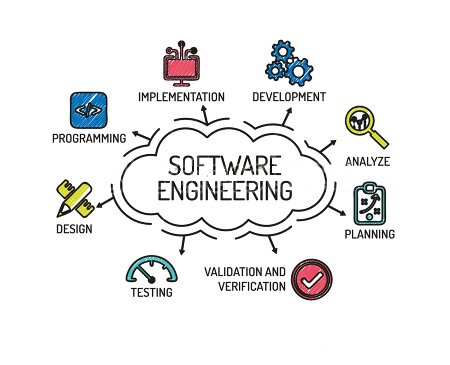 IMPLEMENTATION
DEVELOPMENT
PROGRAMMING
ANALYZE
SOFTWARE
ENGINEERING
DESIGN
PLANNING
TESTING
VALIDATION AND
VERIFICATION